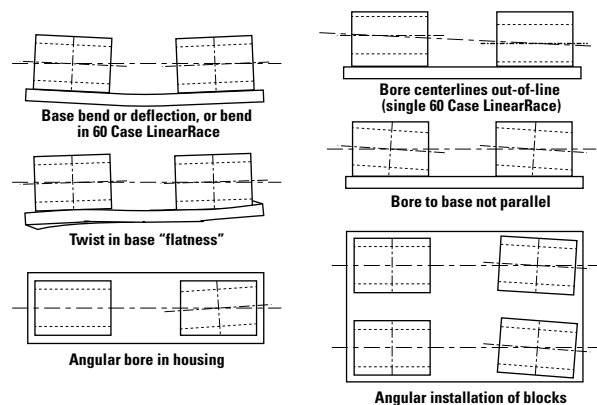 Base bend or deflection, or bend
in 60 Case LinearRace
Twist in base “flatness”
Angular bore in housing
Bore centerlines out-of-line
(single 60 Case LinearRace)
Bore to base not parallel
Angular installation of blocks